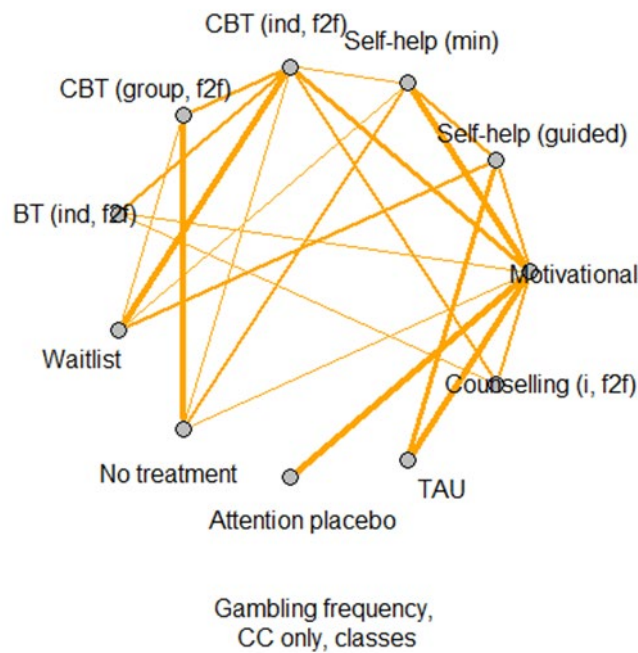 CBT (ind, f2f)
Self-help (min)
CBT (group, f2f)
Self-help (guided)
BT (ind, f2f)
Motivational
Waitlist
Counselling (i, f2f)
No treatment
TAU
Attention placebo
Gambling frequency,
CC only, classes